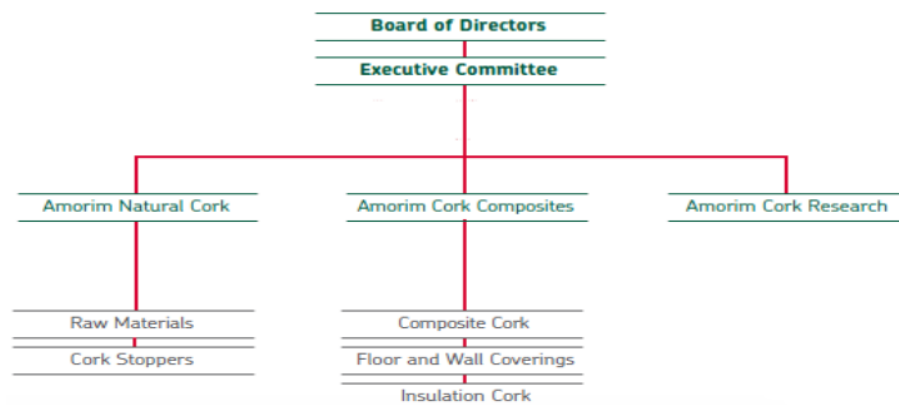 Board of Directors
Executive Committee
Amorim Natural Cork
Amorim Cork Composites
Amorim Cork Research
Raw Materials
Composite Cork
Cork Stoppers
Floor and Wall Coverings
Insulation Cork